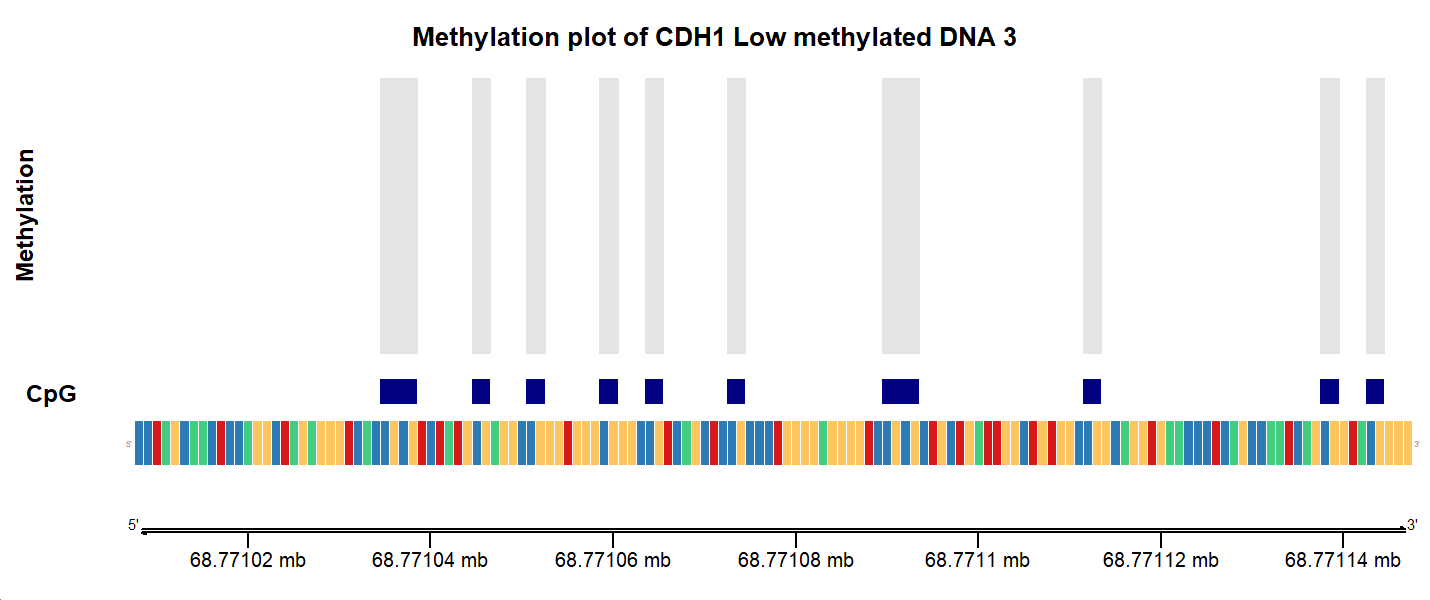 Methylation plot of CDH1 Low methylated DNA 3
Methylation
CpG
5' 3'
5' 3'
68.77102 mb 68.77104 mb 68.77106 mb 68.77108 mb 68.7711 mb 68.77112 mb 68.77114 mb